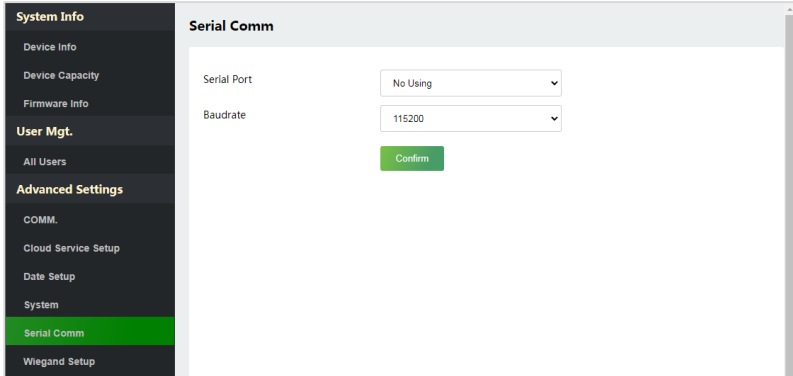 System Info
Device Info
Device Capacity
Firmware Info
User Mgt.
All Users
Advanced Settings
COMM.
Cloud Service Setup
Date Setup
System
Serial Comm
Wiegand Setup
Serial Comm
Serial Port
No Using
Baudrate
115200
Confirm